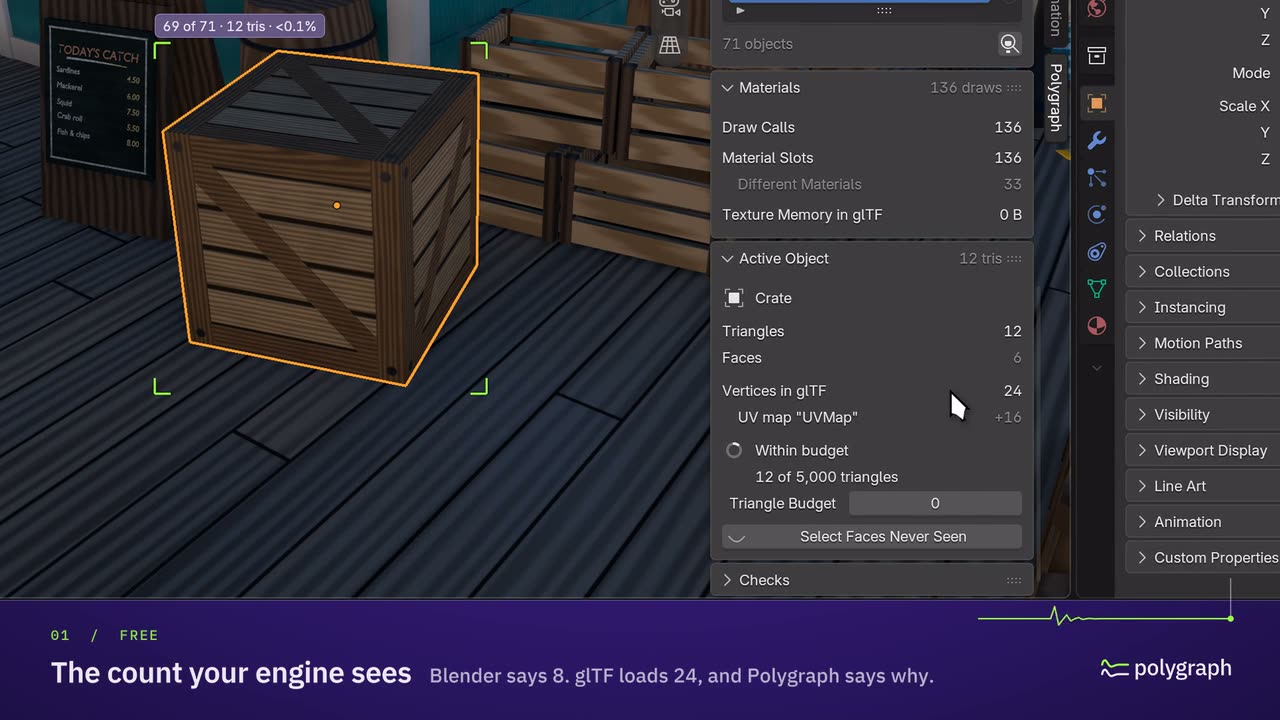 69 of 71 · 12 tris · <0.1%
TODAY'S CATCH
Sardines 4.50
Mackerel 6.00
Squid 7.50
Crab roll 5.50
Fish & chips 8.00
71 objects
Materials 136 draws
Draw Calls 136
Material Slots 136
Different Materials 33
Texture Memory in glTF 0 B
Active Object 12 tris
Crate
Triangles 12
Faces 6
Vertices in glTF 24
UV map "UVMap" +16
Within budget
12 of 5,000 triangles
Triangle Budget 0
Select Faces Never Seen
Checks
Polygraph
Y
Z
Mode
Scale X
Y
Z
Delta Transform
Relations
Collections
Instancing
Motion Paths
Shading
Visibility
Viewport Display
Line Art
Animation
Custom Properties
01 / FREE
The count your engine sees Blender says 8. glTF loads 24, and Polygraph says why.
polygraph